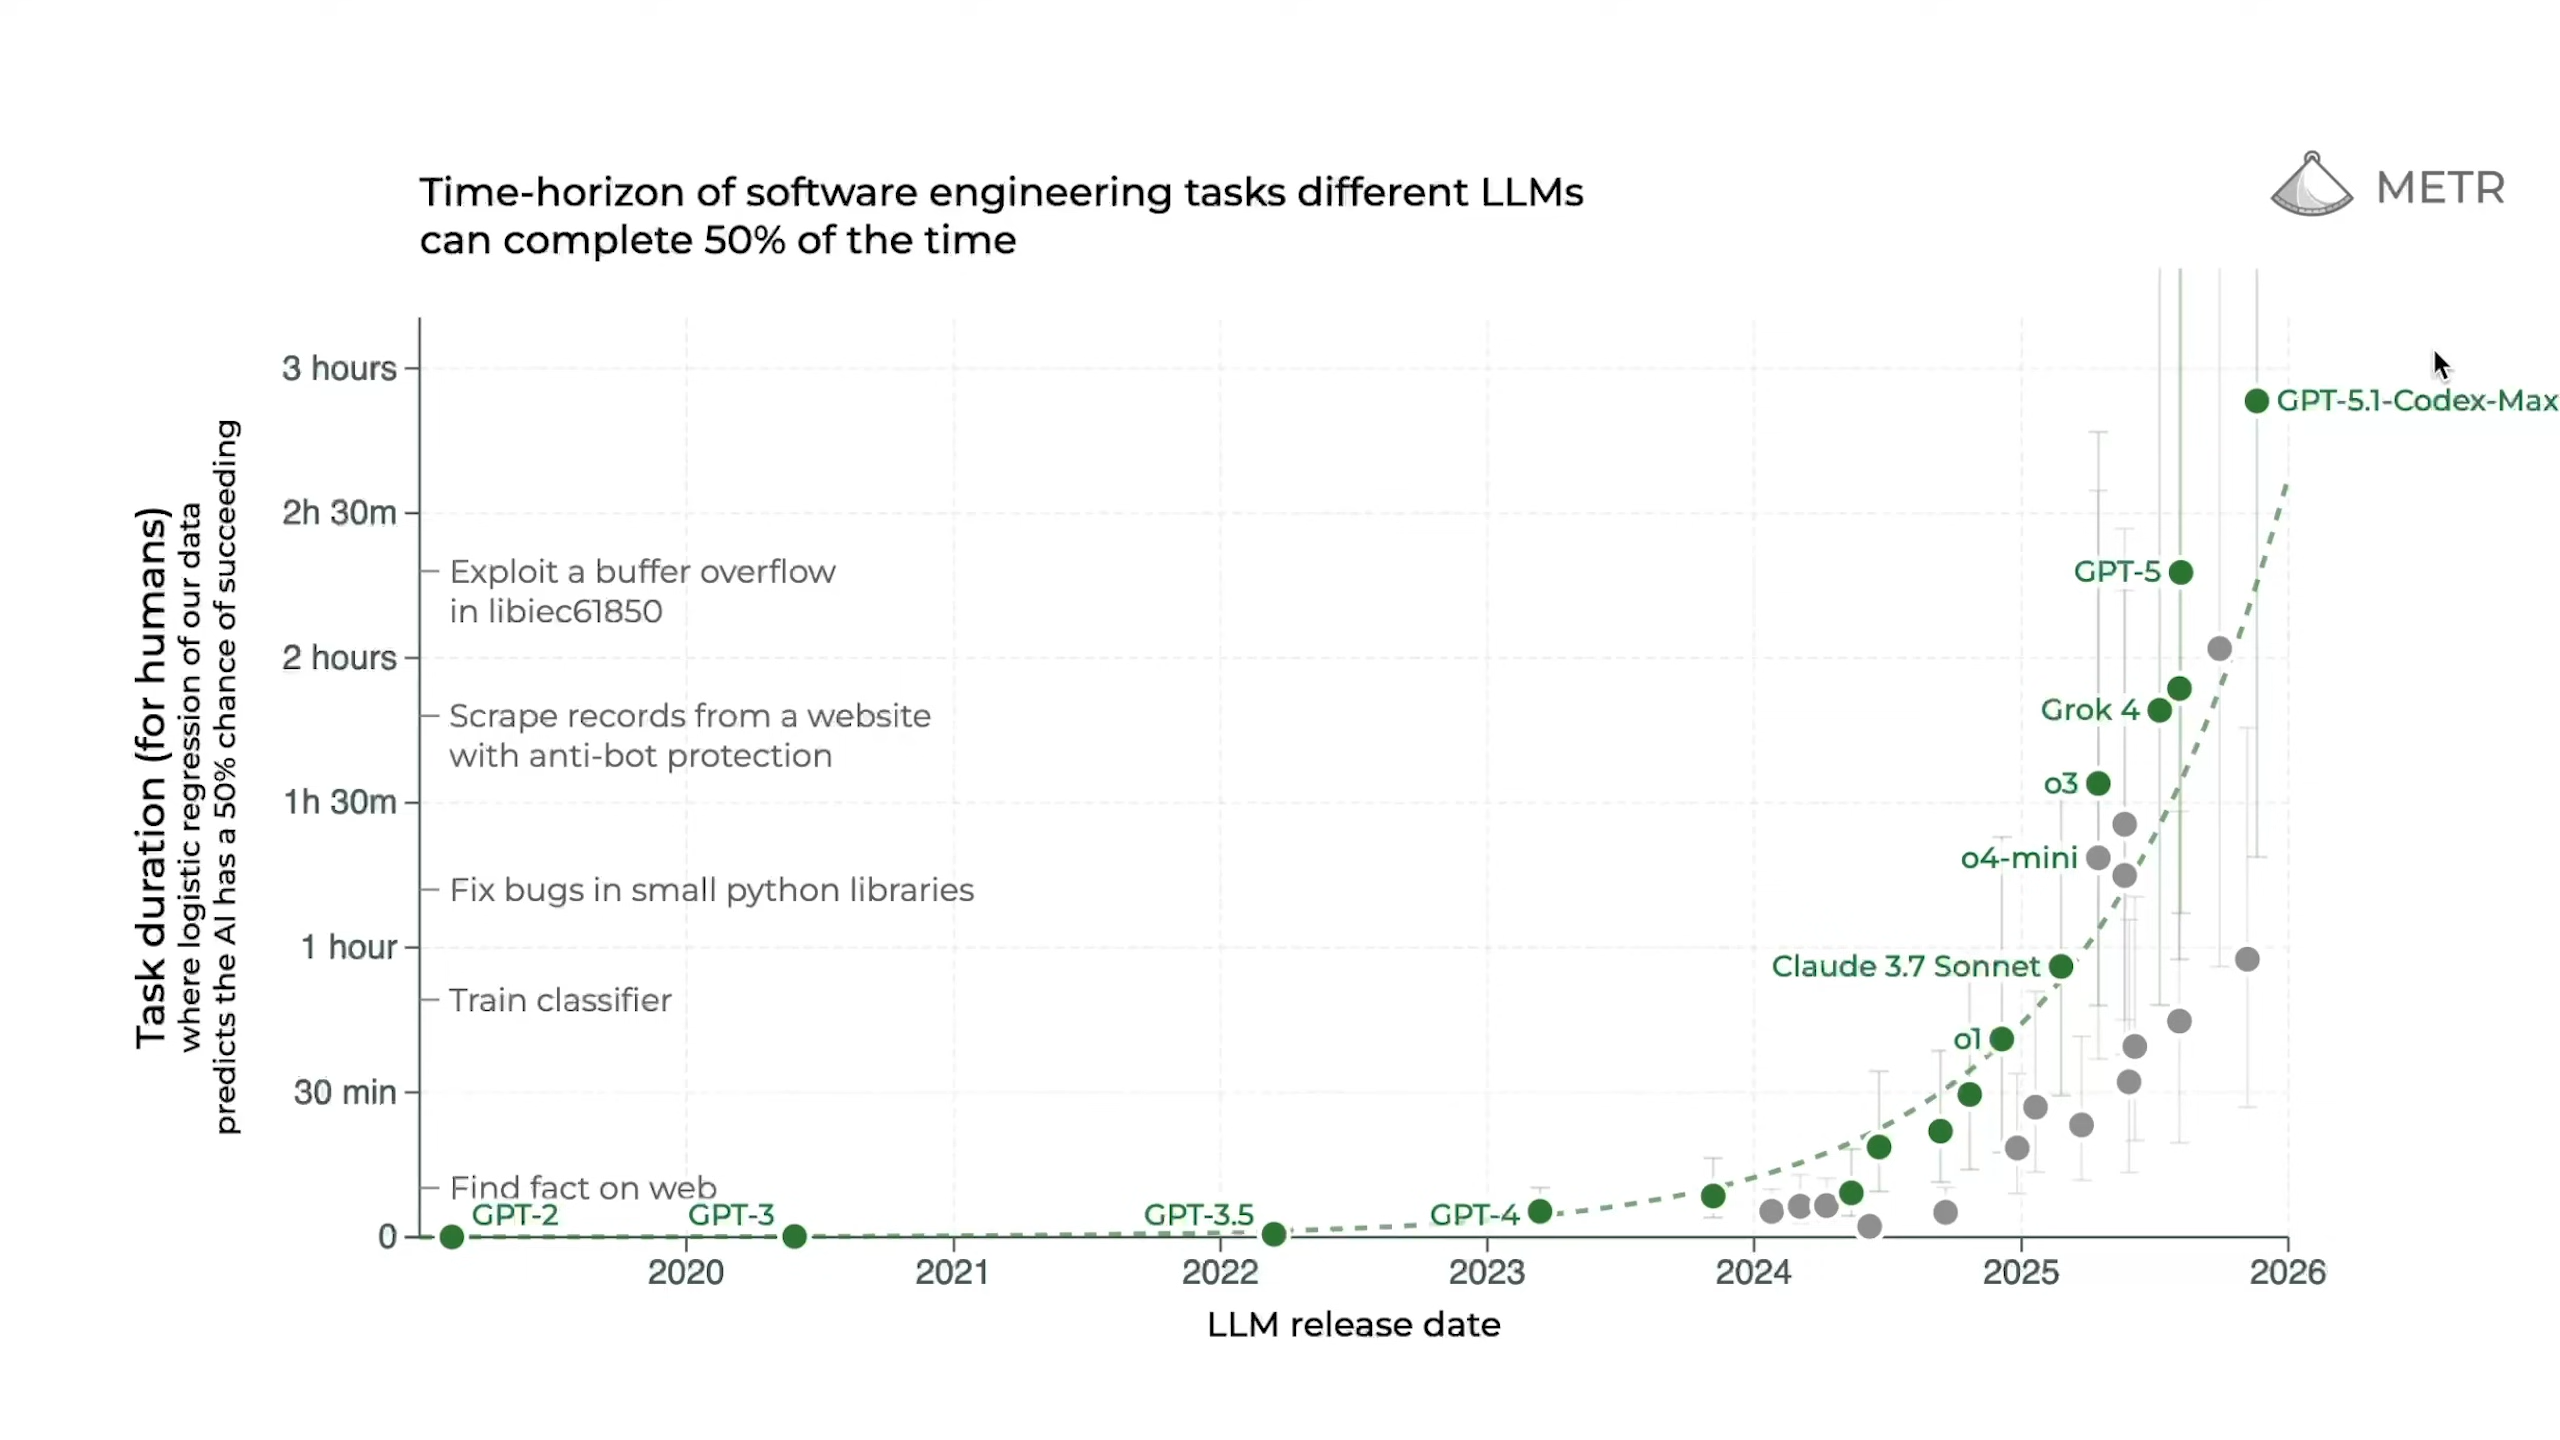 Time-horizon of software engineering tasks different LLMs
can complete 50% of the time
METR
Task duration (for humans)
where logistic regression of our data
predicts the AI has a 50% chance of succeeding
3 hours
2h 30m
2 hours
1h 30m
1 hour
30 min
0
Exploit a buffer overflow
in libiec61850
Scrape records from a website
with anti-bot protection
Fix bugs in small python libraries
Train classifier
Find fact on web
GPT-2
GPT-3
GPT-3.5
GPT-4
o1
Claude 3.7 Sonnet
o4-mini
o3
Grok 4
GPT-5
GPT-5.1-Codex-Max
2020
2021
2022
2023
2024
2025
2026
LLM release date